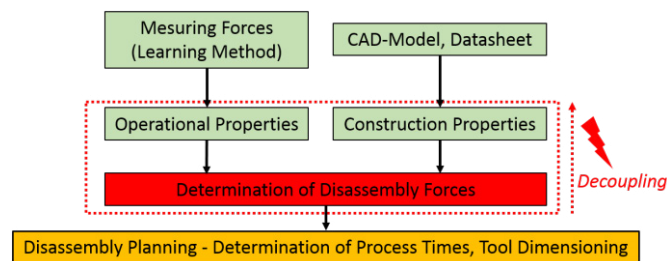 Mesuring Forces
(Learning Method)
CAD-Model, Datasheet
Operational Properties
Construction Properties
Decoupling
Determination of Disassembly Forces
Disassembly Planning - Determination of Process Times, Tool Dimensioning